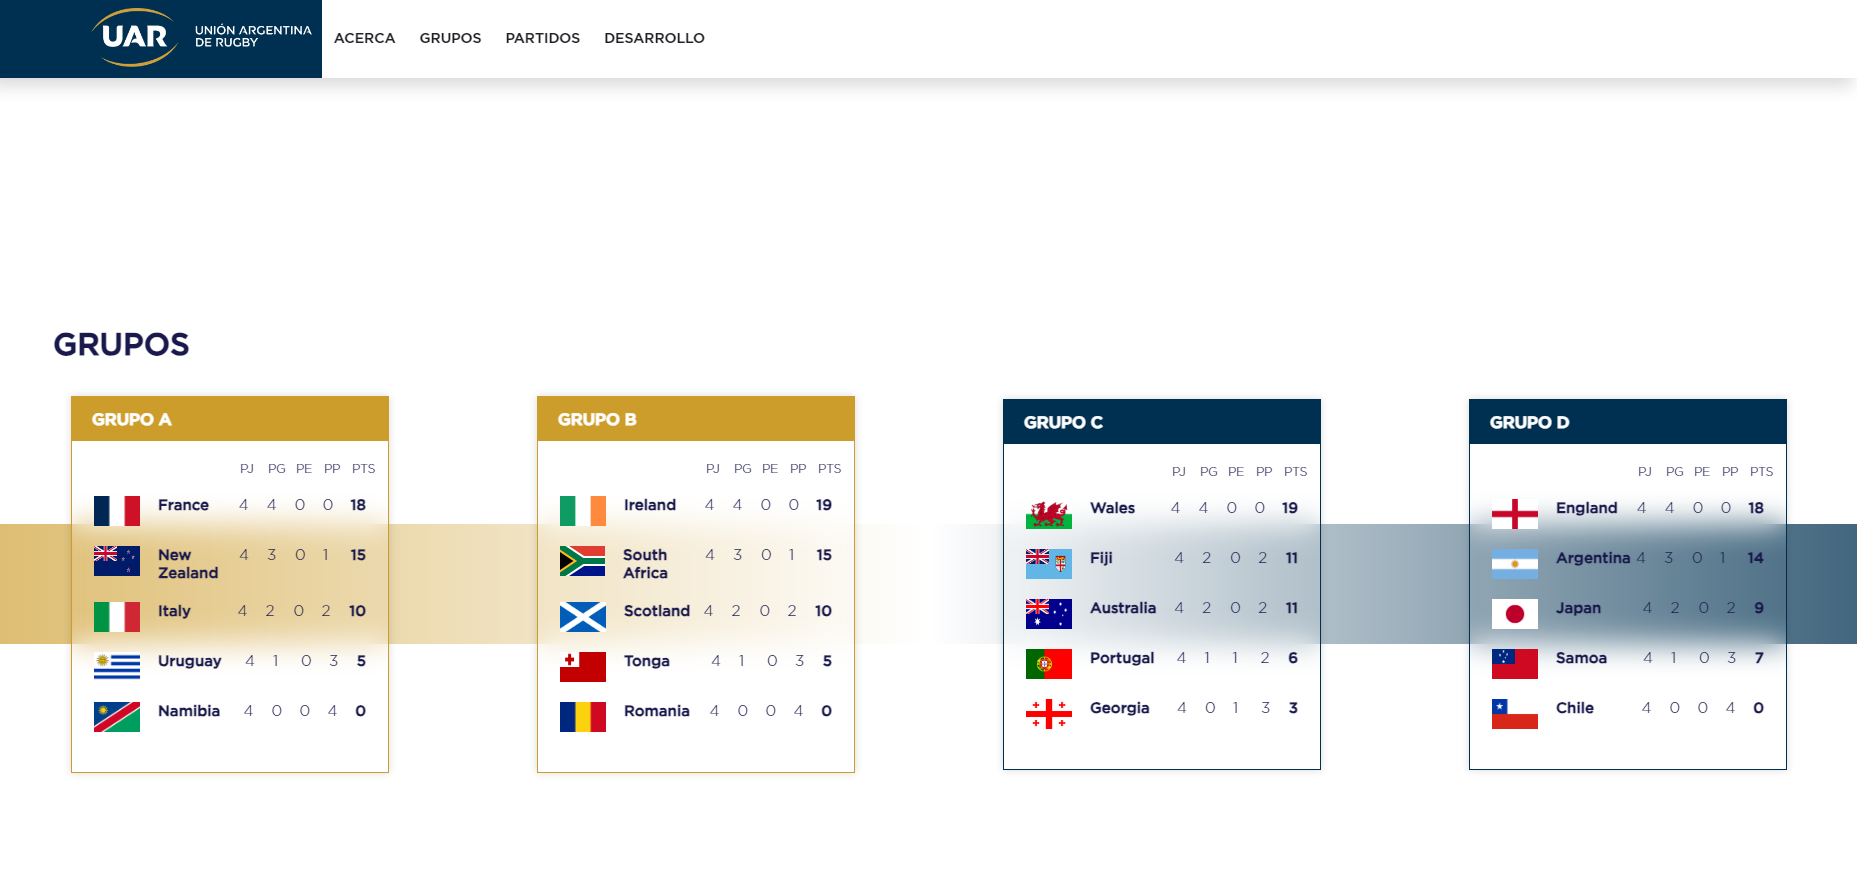 UAR
UNIÓN ARGENTINA
DE RUGBY
ACERCA GRUPOS PARTIDOS DESARROLLO
GRUPOS
GRUPO A
PJ PG PE PP PTS
France 4 4 0 0 18
New
Zealand 4 3 0 1 15
Italy 4 2 0 2 10
Uruguay 4 1 0 3 5
Namibia 4 0 0 4 0
GRUPO B
PJ PG PE PP PTS
Ireland 4 4 0 0 19
South
Africa 4 3 0 1 15
Scotland 4 2 0 2 10
Tonga 4 1 0 3 5
Romania 4 0 0 4 0
GRUPO C
PJ PG PE PP PTS
Wales 4 4 0 0 19
Fiji 4 2 0 2 11
Australia 4 2 0 2 11
Portugal 4 1 1 2 6
Georgia 4 0 1 3 3
GRUPO D
PJ PG PE PP PTS
England 4 4 0 0 18
Argentina 4 3 0 1 14
Japan 4 2 0 2 9
Samoa 4 1 0 3 7
Chile 4 0 0 4 0